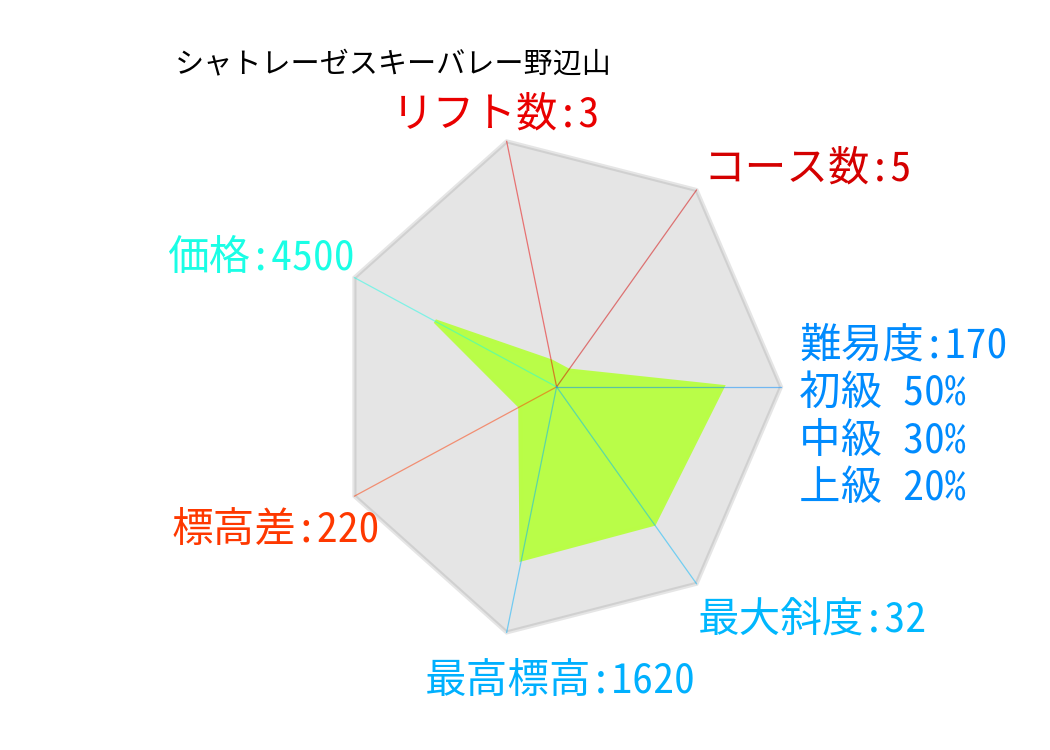 シャトレーゼスキーバレー野辺山
リフト数:3
コース数:5
価格:4500
難易度:170
初級 50%
中級 30%
上級 20%
標高差:220
最大斜度:32
最高標高:1620